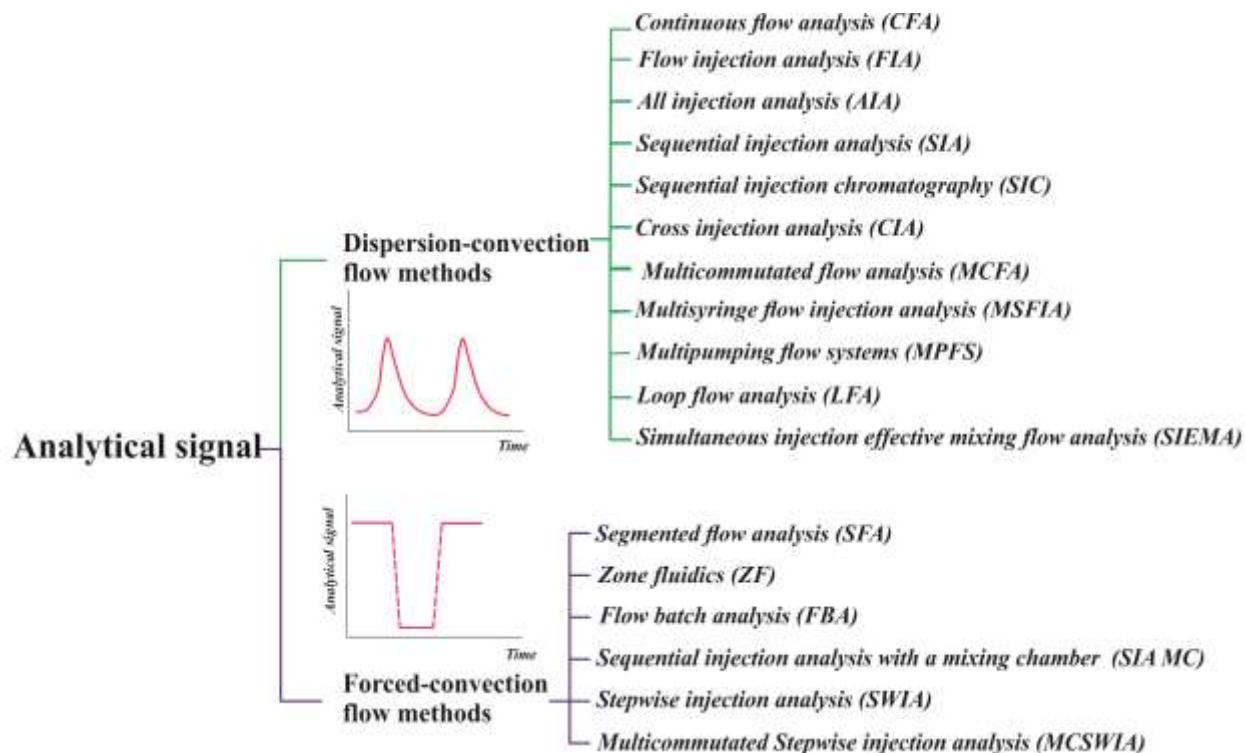 Continuous flow analysis (CFA)
Flow injection analysis (FIA)
All injection analysis (AIA)
Sequential injection analysis (SIA)
Sequential injection chromatography (SIC)
Cross injection analysis (CIA)
Multicommutated flow analysis (MCFA)
Multisyringe flow injection analysis (MSFIA)
Multipumping flow systems (MPFS)
Loop flow analysis (LFA)
Simultaneous injection effective mixing flow analysis (SIEMA)
Dispersion-convection
flow methods
Analytical signal
Time
Analytical signal
Analytical signal
Time
Forced-convection
flow methods
Segmented flow analysis (SFA)
Zone fluidics (ZF)
Flow batch analysis (FBA)
Sequential injection analysis with a mixing chamber (SIA MC)
Stepwise injection analysis (SWIA)
Multicommutated Stepwise injection analysis (MCSWIA)